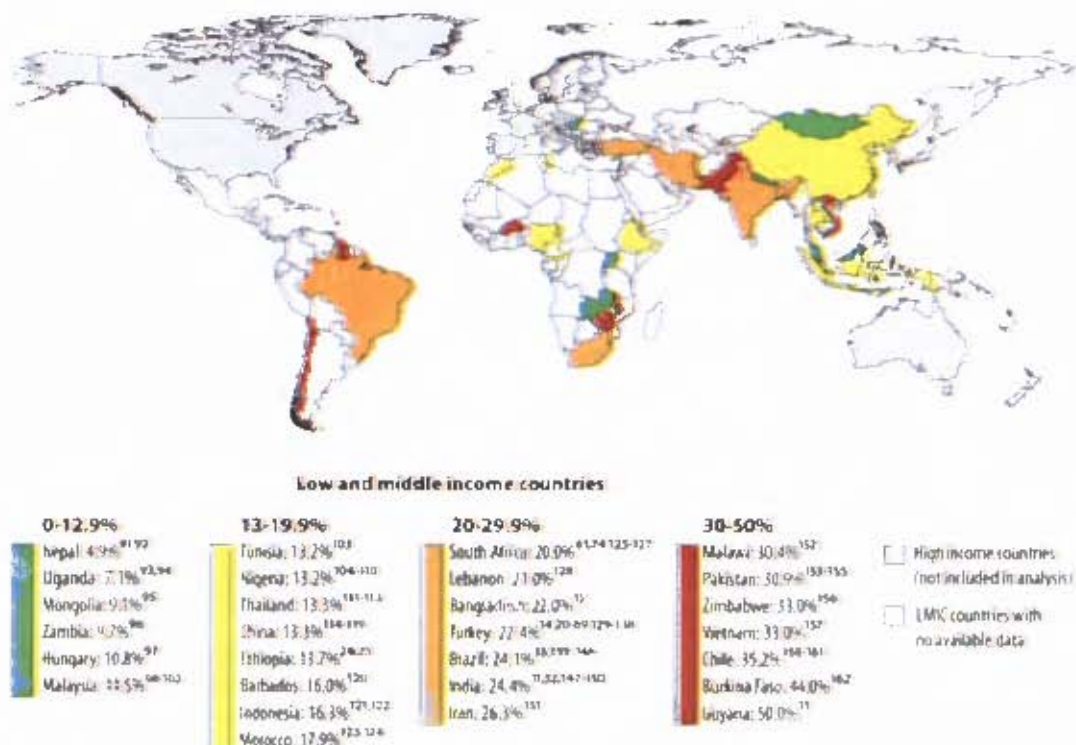 Low and middle income countries
0-12.9%
Nepal: 4.9%
Uganda: 7.1%
Mongolia: 9.1%
Zambia: 9.7%
Hungary: 10.8%
Malaysia: 11.5%
13-19.9%
Tunisia: 13.2%
Nigeria: 13.2%
Thailand: 13.3%
China: 13.3%
Ethiopia: 13.7%
Barbados: 16.0%
Indonesia: 16.3%
Morocco: 17.9%
20-29.9%
South Africa: 20.0%
Lebanon: 21.0%
Bangladesh: 22.0%
Turkey: 22.4%
Brazil: 24.1%
India: 24.4%
Iran: 26.3%
30-50%
Malawi: 30.4%
Pakistan: 30.9%
Zimbabwe: 33.0%
Vietnam: 33.0%
Chile: 35.2%
Burkina Faso: 44.0%
Guyana: 50.0%
High income countries
(not included in analysis)
LMIC countries with
no available data